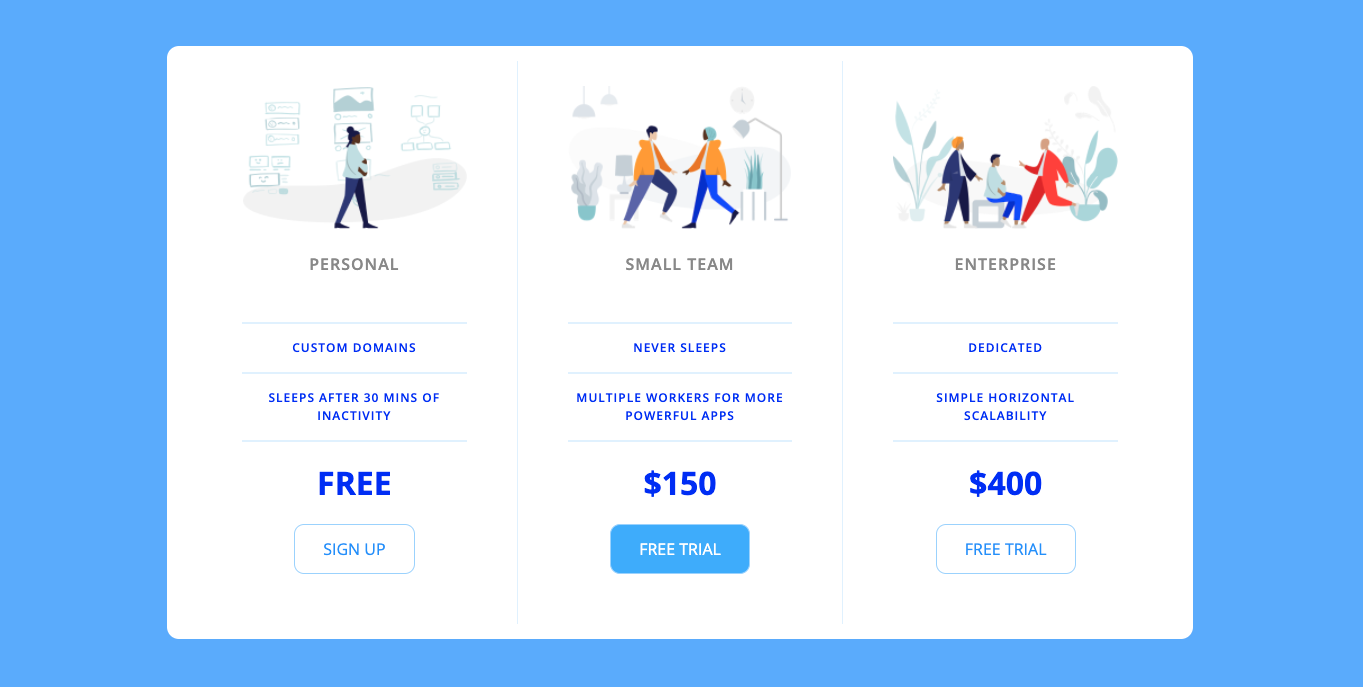 PERSONAL
CUSTOM DOMAINS
SLEEPS AFTER 30 MINS OF
INACTIVITY
FREE
SIGN UP
SMALL TEAM
NEVER SLEEPS
MULTIPLE WORKERS FOR MORE
POWERFUL APPS
$150
FREE TRIAL
ENTERPRISE
DEDICATED
SIMPLE HORIZONTAL
SCALABILITY
$400
FREE TRIAL